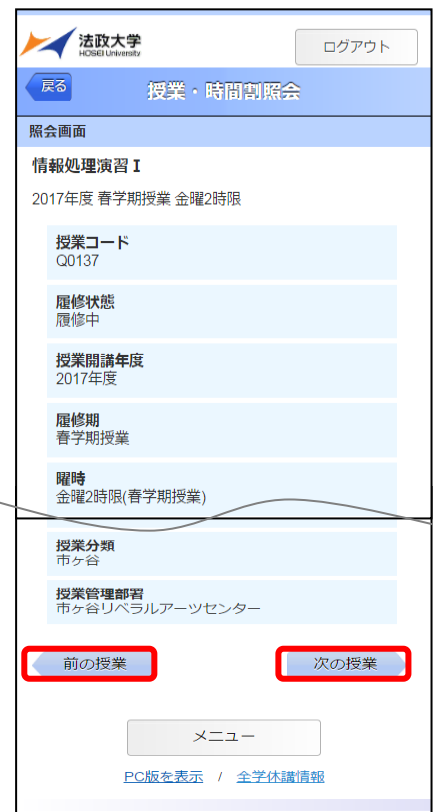 法政大学
HOSEI University
ログアウト
戻る
授業・時間割照会
照会画面
情報処理演習Ⅰ
2017年度 春学期授業 金曜2時限
授業コード
Q0137
履修状態
履修中
授業開講年度
2017年度
履修期
春学期授業
曜時
金曜2時限(春学期授業)
授業分類
市ヶ谷
授業管理部署
市ヶ谷リベラルアーツセンター
前の授業
次の授業
メニュー
PC版を表示 / 全学休講情報